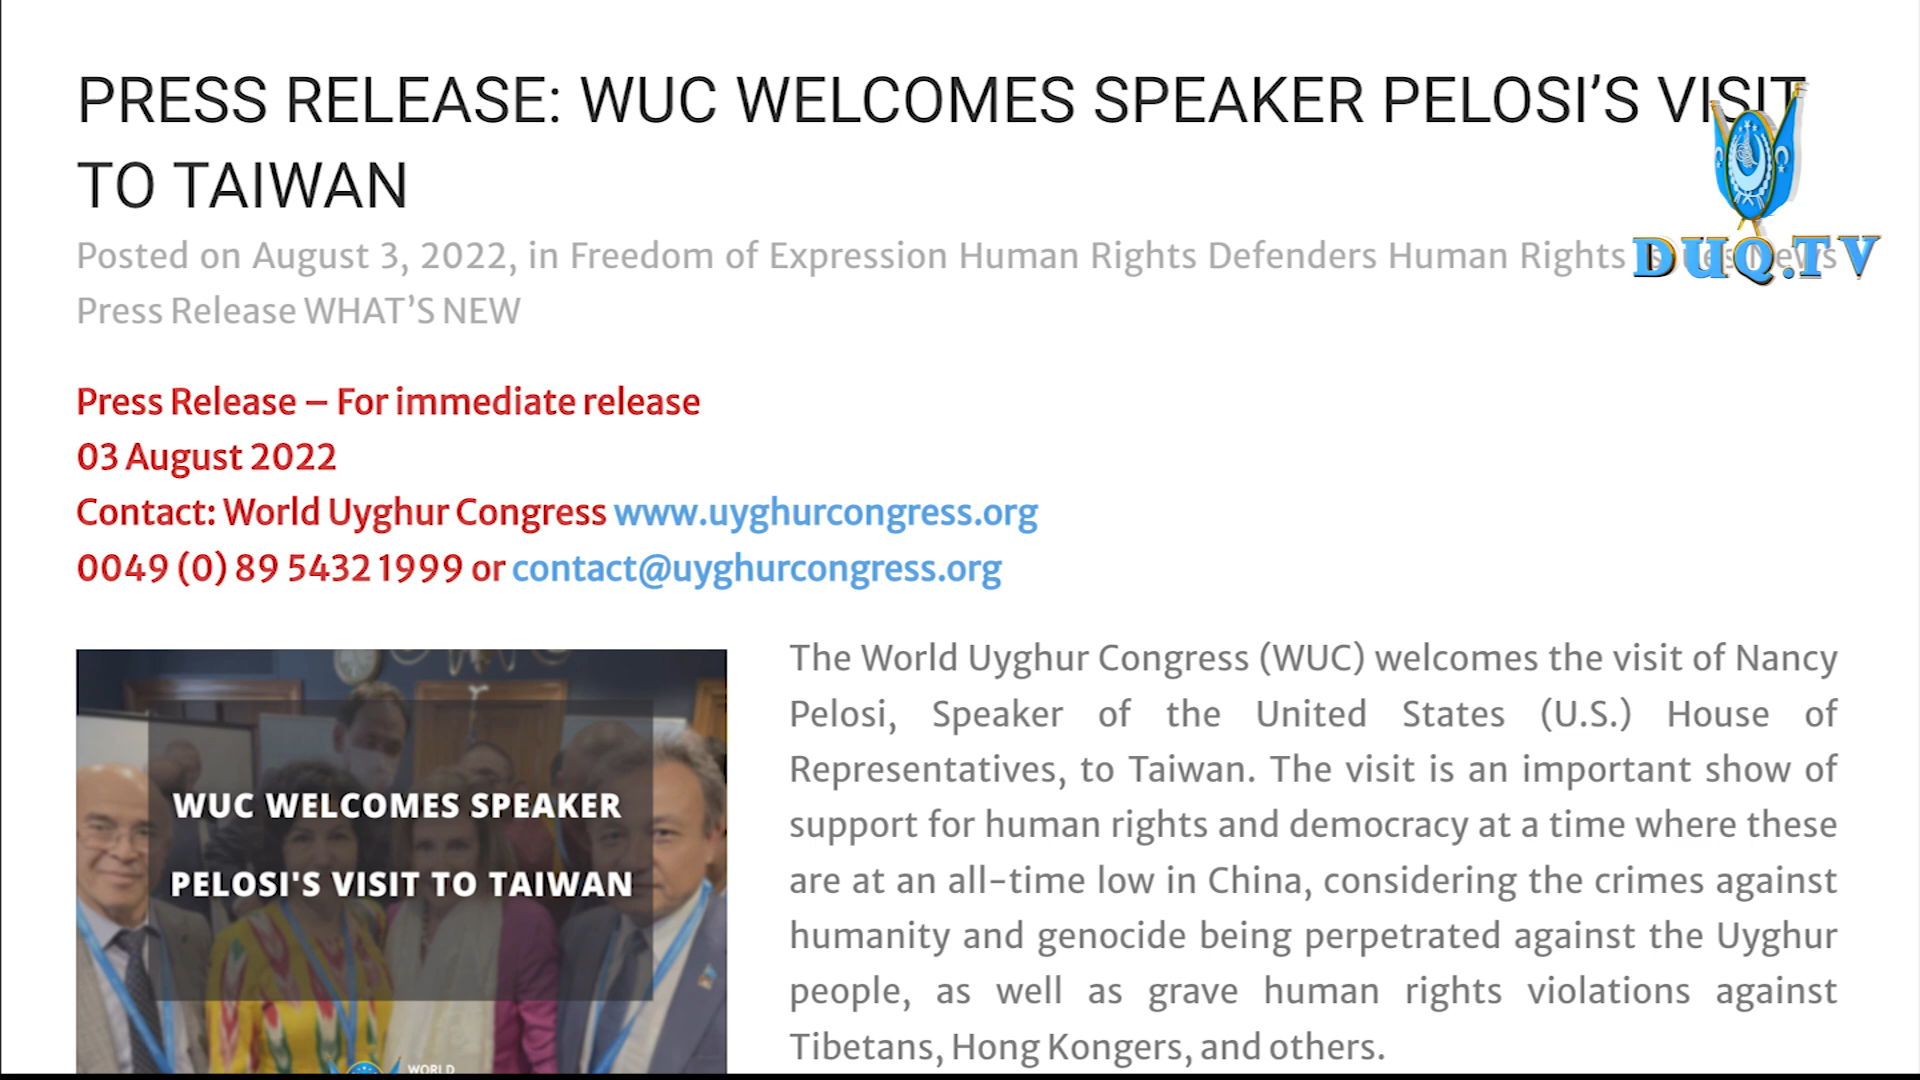 PRESS RELEASE: WUC WELCOMES SPEAKER PELOSI’S VISIT
TO TAIWAN
Posted on August 3, 2022, in Freedom of Expression Human Rights Defenders Human Rights News
Press Release WHAT’S NEW
DUQ.TV
Press Release – For immediate release
03 August 2022
Contact: World Uyghur Congress www.uyghurcongress.org
0049 (0) 89 5432 1999 or contact@uyghurcongress.org
WUC WELCOMES SPEAKER
PELOSI'S VISIT TO TAIWAN
WORLD
The World Uyghur Congress (WUC) welcomes the visit of Nancy
Pelosi, Speaker of the United States (U.S.) House of
Representatives, to Taiwan. The visit is an important show of
support for human rights and democracy at a time where these
are at an all-time low in China, considering the crimes against
humanity and genocide being perpetrated against the Uyghur
people, as well as grave human rights violations against
Tibetans, Hong Kongers, and others.